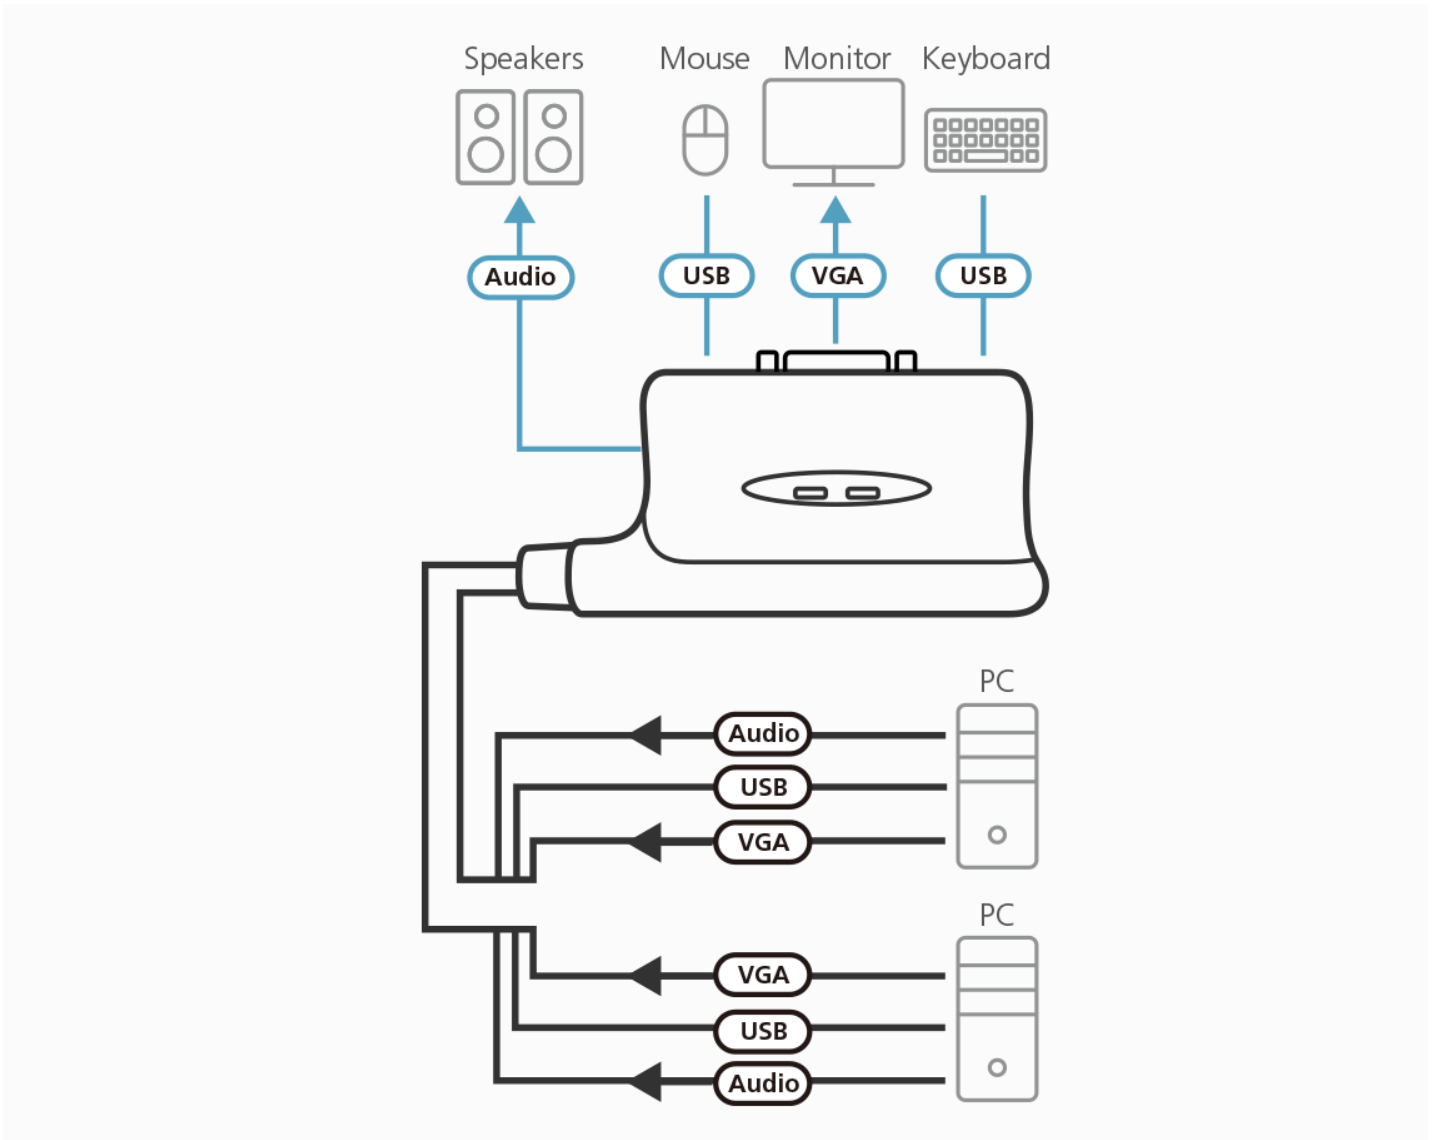 Speakers
Mouse
Monitor
Keyboard
Audio
USB
VGA
USB
PC
Audio
USB
VGA
PC
VGA
USB
Audio